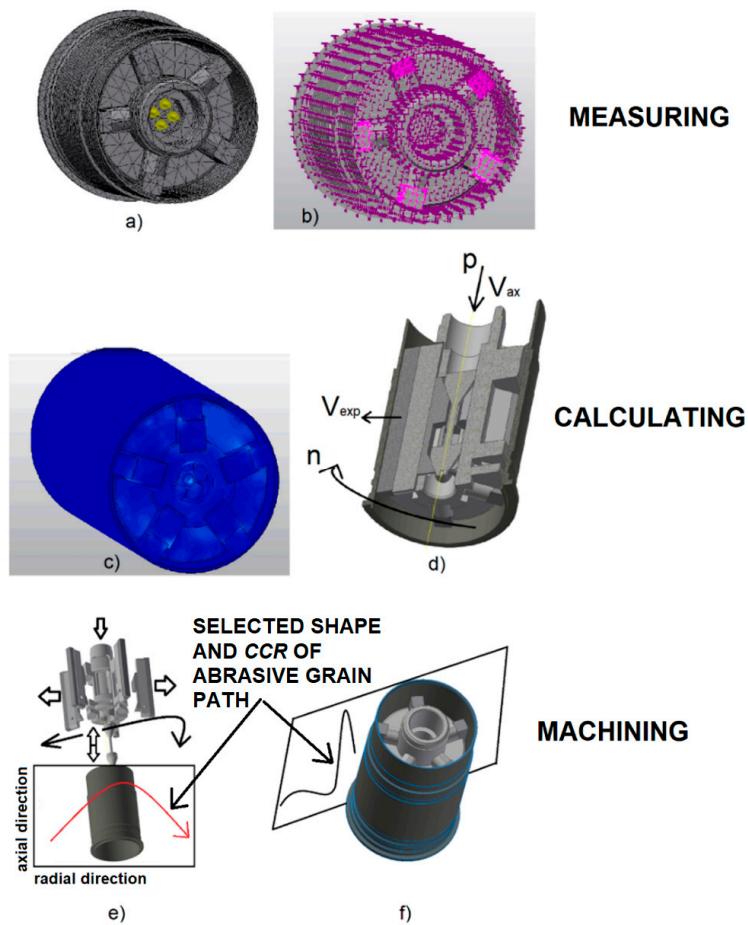 MEASURING
a)
b)
p
Vax
Vexp
CALCULATING
n
c)
d)
SELECTED SHAPE
AND CCR OF
ABRASIVE GRAIN
PATH
MACHINING
axial direction
radial direction
e)
f)